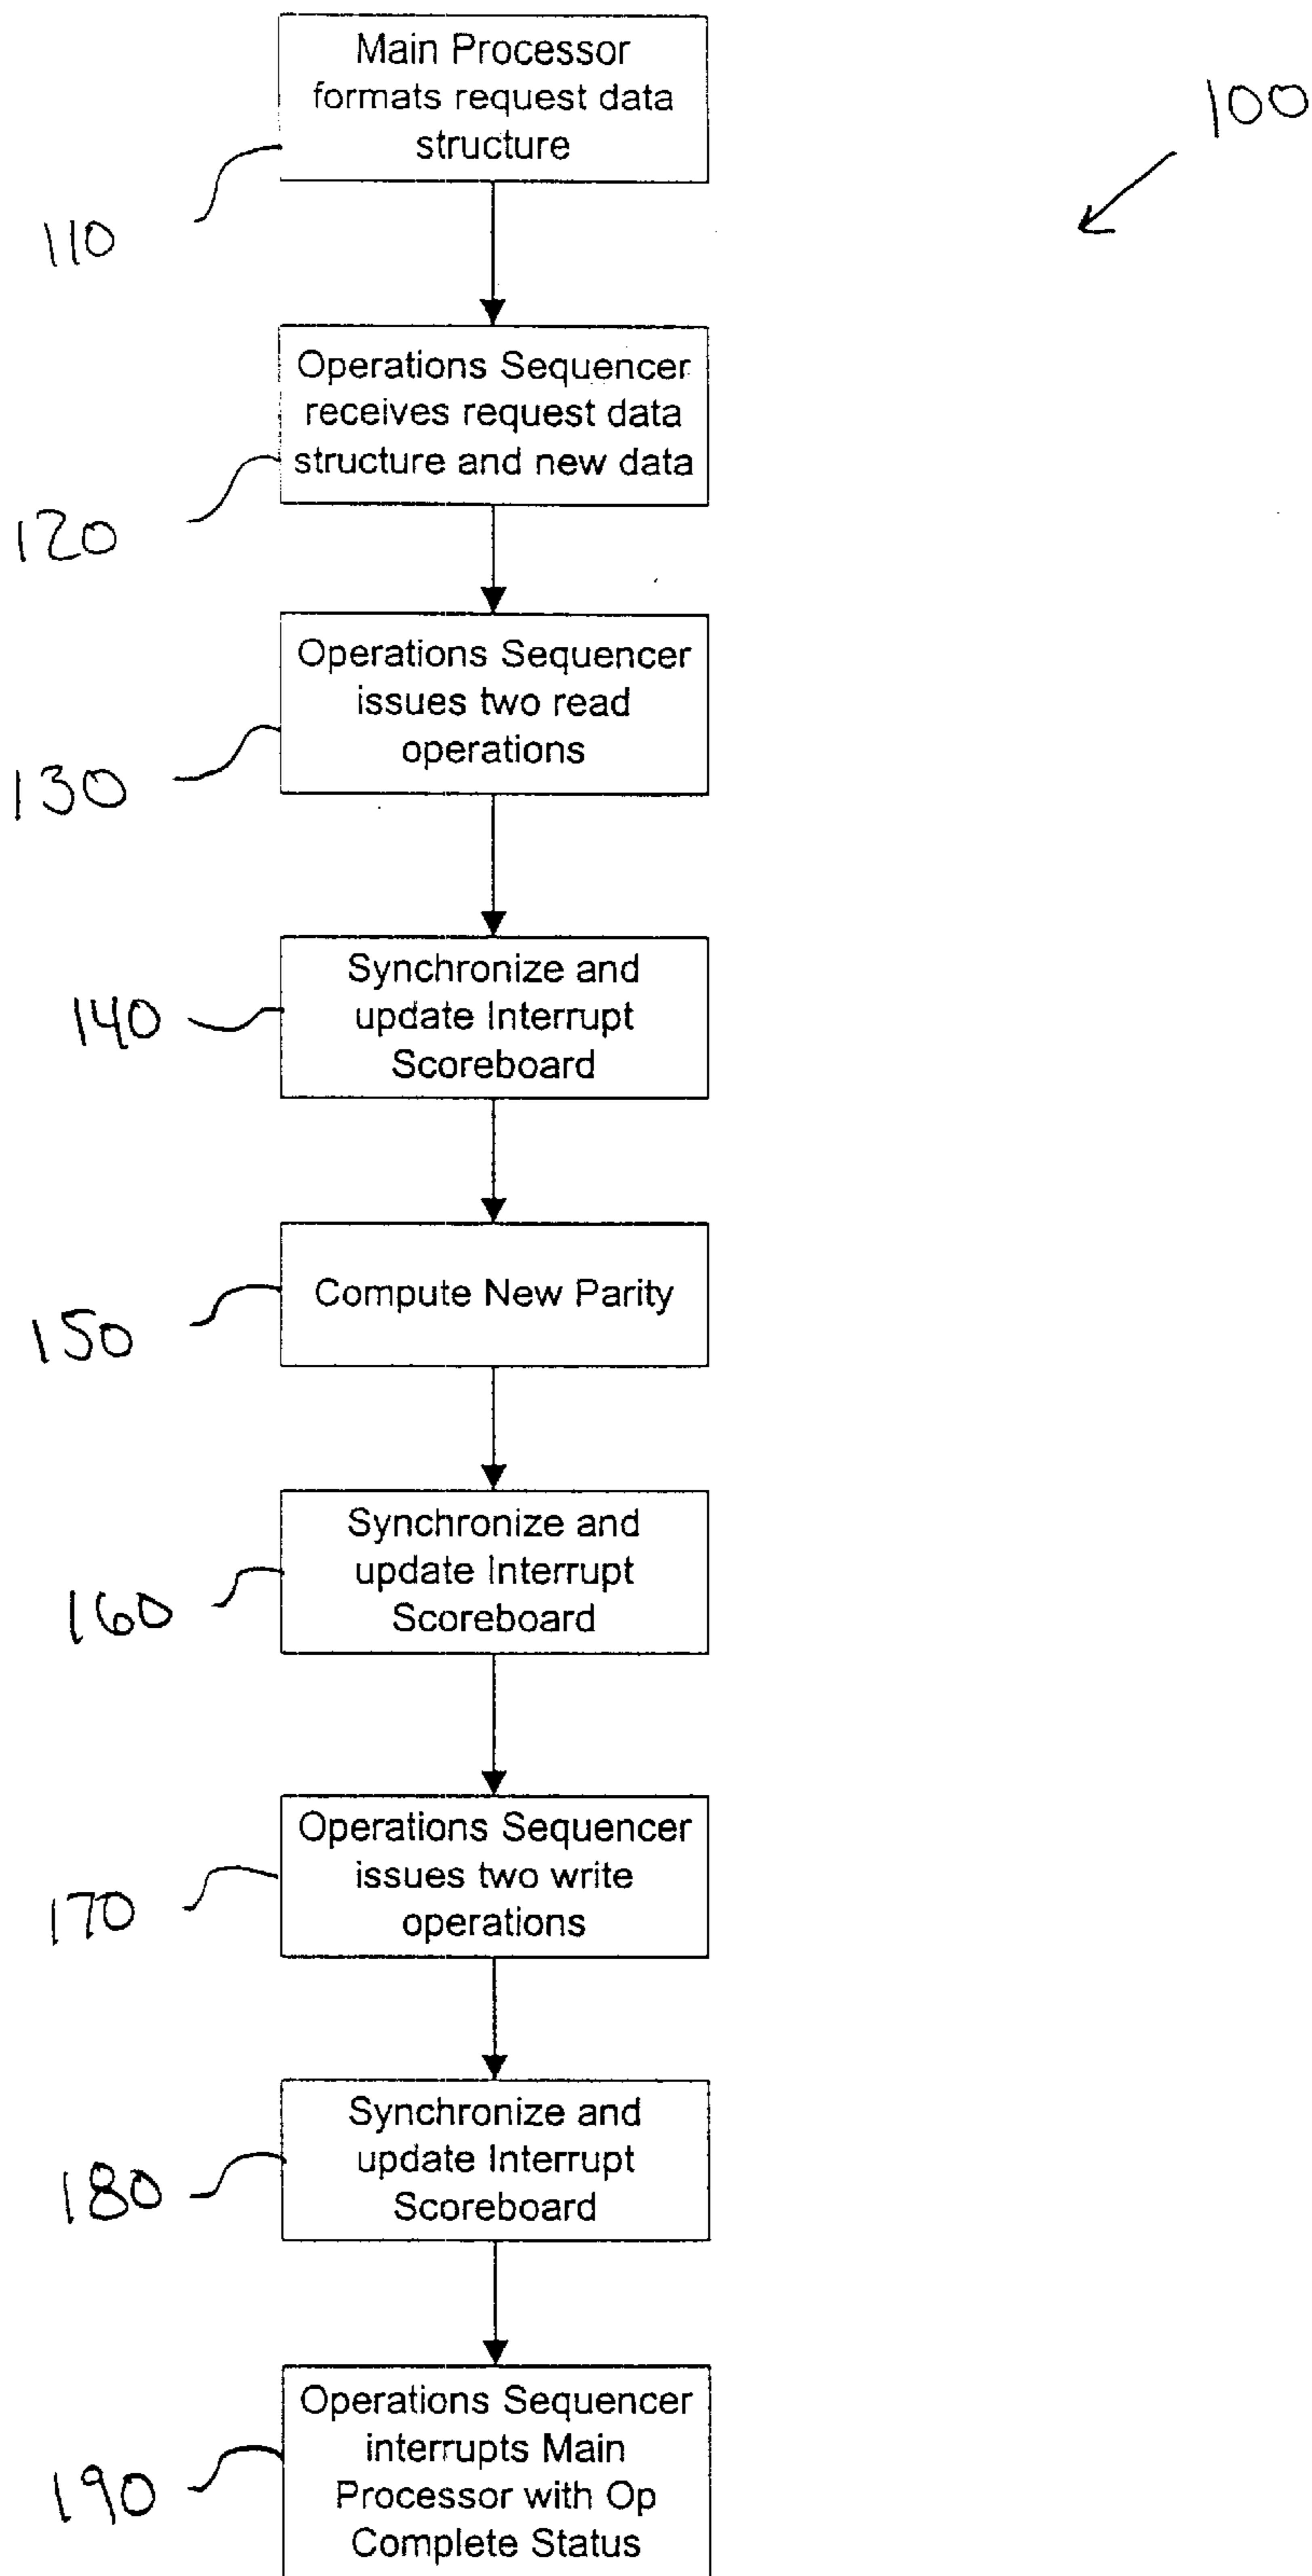 Main Processor
formats request data
structure
100
110
Operations Sequencer
receives request data
structure and new data
120
Operations Sequencer
issues two read
operations
130
Synchronize and
update Interrupt
Scoreboard
140
Compute New Parity
150
Synchronize and
update Interrupt
Scoreboard
160
Operations Sequencer
issues two write
operations
170
Synchronize and
update Interrupt
Scoreboard
180
Operations Sequencer
interrupts Main
Processor with Op
Complete Status
190